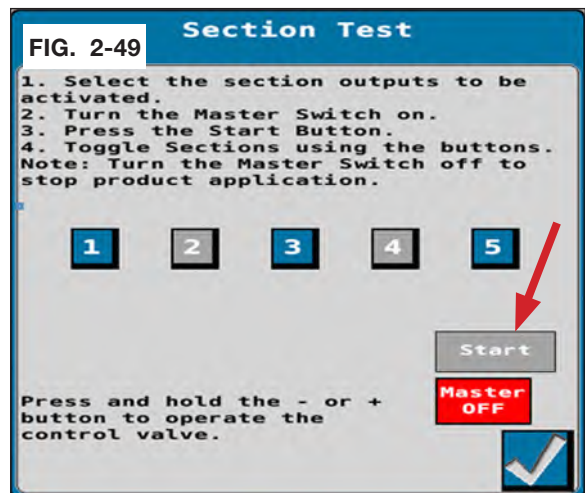 Section Test
FIG. 2-49
1. Select the section outputs to be
activated.
2. Turn the Master Switch on.
3. Press the Start Button.
4. Toggle Sections using the buttons.
Note: Turn the Master Switch off to
stop product application.
1 2 3 4 5
Start
Master
OFF
Press and hold the - or +
button to operate the
control valve.